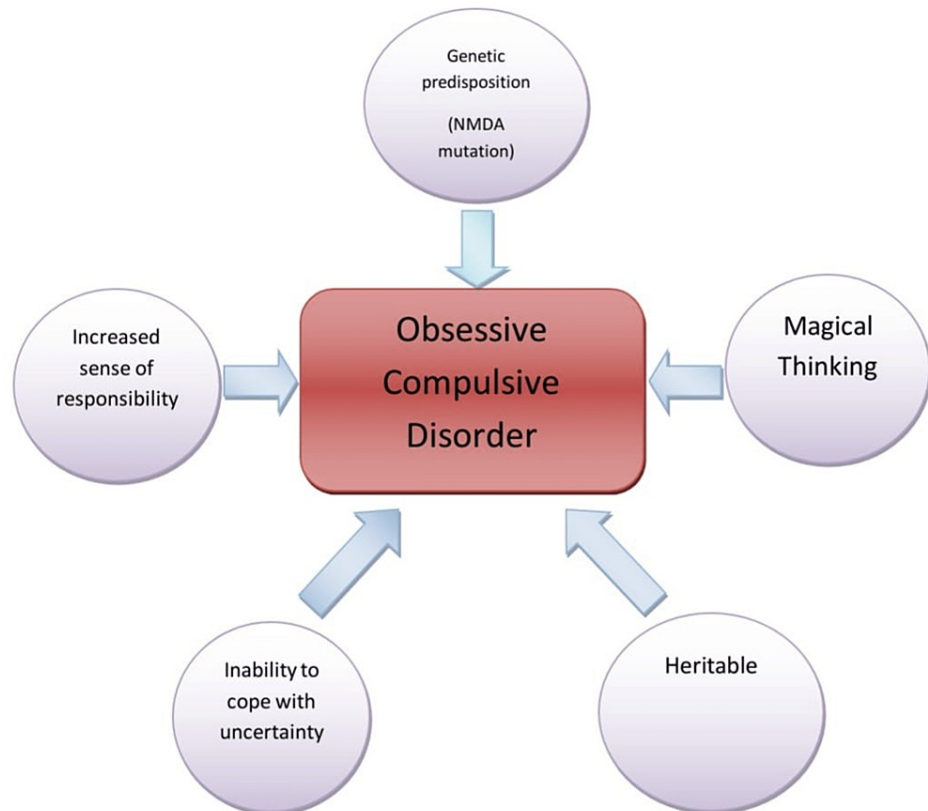 Genetic
predisposition
(NMDA
mutation)
Increased
sense of
responsibility
Obsessive
Compulsive
Disorder
Magical
Thinking
Inability to
cope with
uncertainty
Heritable